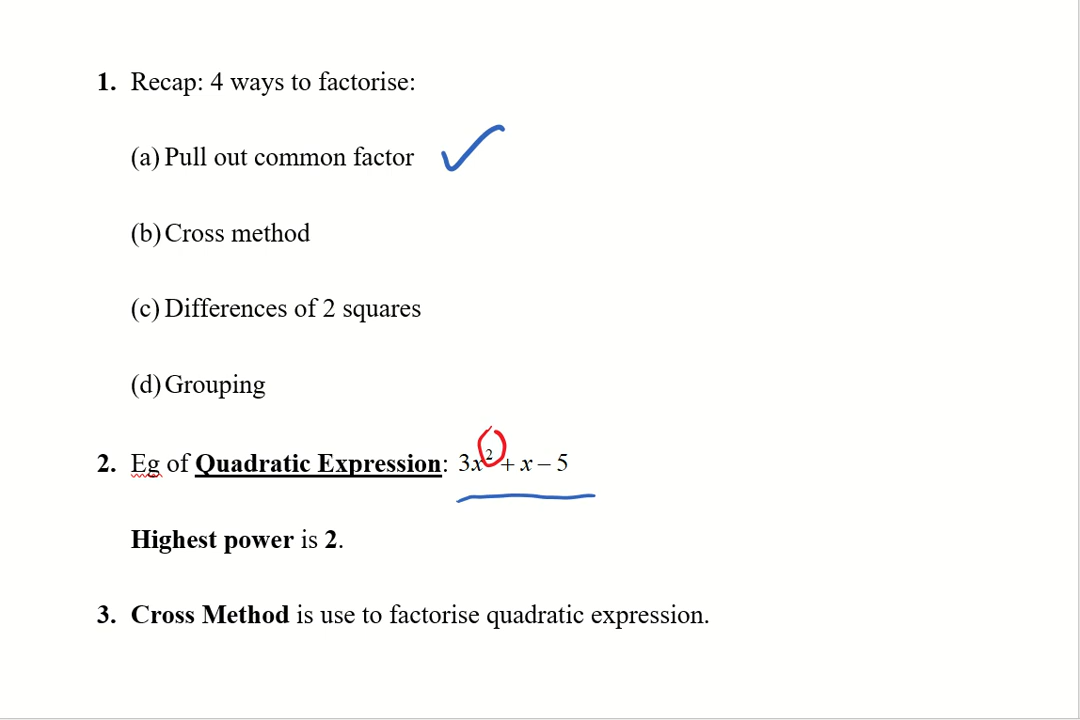 1. Recap: 4 ways to factorise:
(a) Pull out common factor
(b) Cross method
(c) Differences of 2 squares
(d) Grouping
2. Eg of Quadratic Expression: 3x² + x – 5
Highest power is 2.
3. Cross Method is use to factorise quadratic expression.